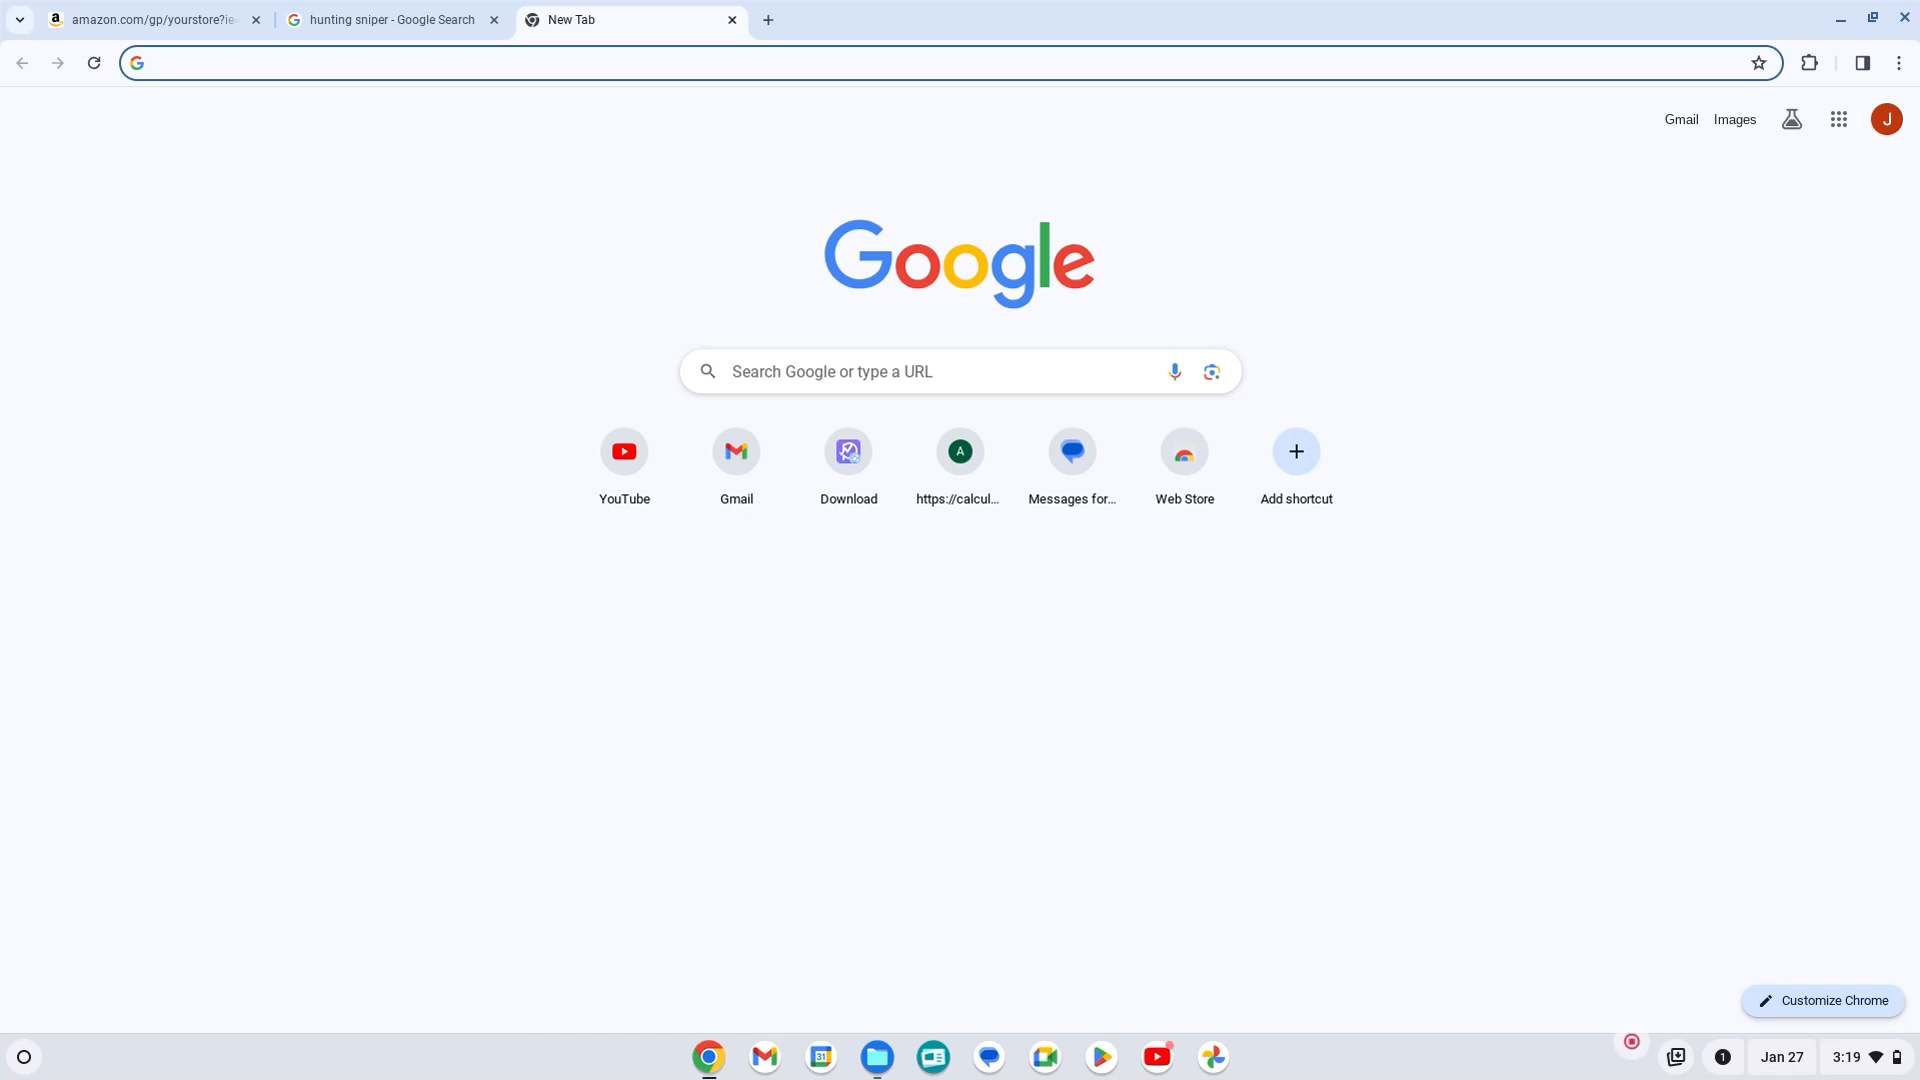 amazon.com/gp/yourstore?ie
hunting sniper - Google Search
New Tab
Gmail
Images
J
Google
Search Google or type a URL
A
YouTube
Gmail
Download
https://calcul...
Messages for...
Web Store
Add shortcut
Customize Chrome
31
1
Jan 27
3:19